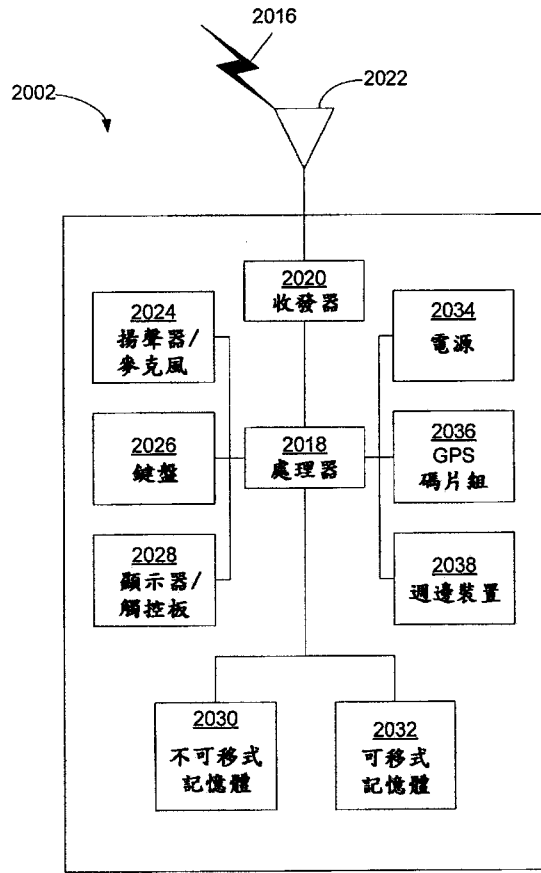 2016
2002
2022
2020
收發器
2024
揚聲器/
麥克風
2034
電源
2026
鍵盤
2018
處理器
2036
GPS
碼片組
2028
顯示器/
觸控板
2038
週邊裝置
2030
不可移式
記憶體
2032
可移式
記憶體